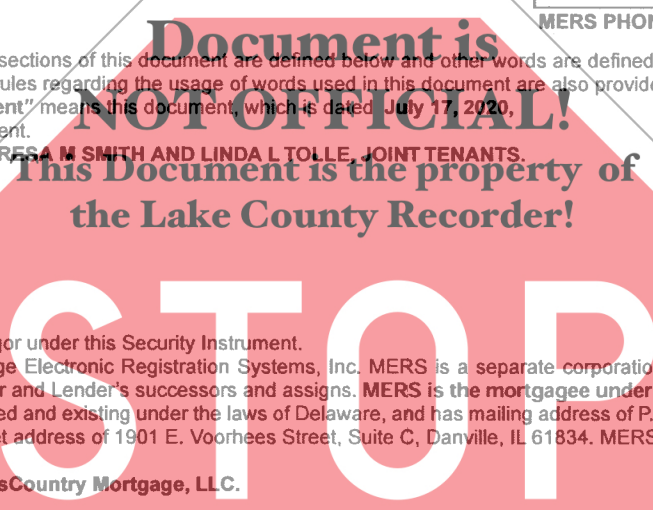 MERS PHON
Document is
sections of this document are defined below and other words are defined
ules regarding the usage of words used in this document are also provide
ent” means this document, which is dated July 17, 2020,
NOT OFFICIAL!
ent.
RESA M SMITH AND LINDA L TOLLE, JOINT TENANTS.
This Document is the property of
the Lake County Recorder!
STOP
gor under this Security Instrument.
ge Electronic Registration Systems, Inc. MERS is a separate corporatio
r and Lender's successors and assigns. MERS is the mortgagee under
ed and existing under the laws of Delaware, and has mailing address of P.
et address of 1901 E. Voorhees Street, Suite C, Danville, IL 61834. MERS
sCountry Mortgage, LLC.